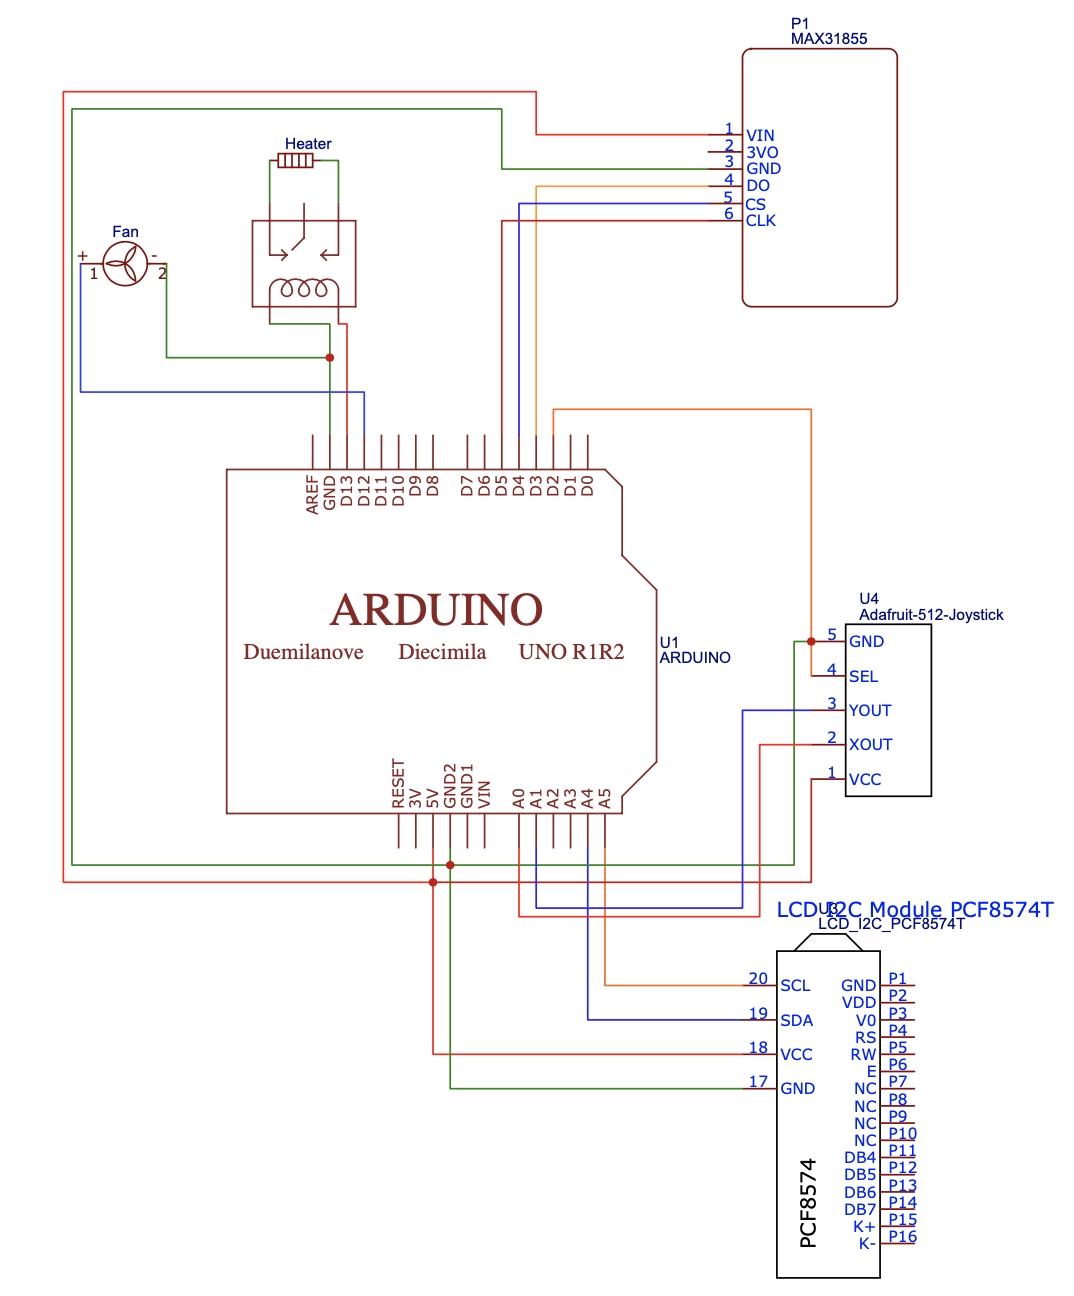 P1
MAX31855
1 VIN
2 3VO
3 GND
4 DO
5 CS
6 CLK
Heater
Fan
+ -
1 2
AREF GND D13 D12 D11 D10 D9 D8 D7 D6 D5 D4 D3 D2 D1 D0
ARDUINO
Duemilanove Diecimila UNO R1R2
U1
ARDUINO
RESET 3V 5V GND2 GND1 VIN A0 A1 A2 A3 A4 A5
U4
Adafruit-512-Joystick
5 GND
4 SEL
3 YOUT
2 XOUT
1 VCC
LCD I2C Module PCF8574T
U3
LCD_I2C_PCF8574T
20 SCL
19 SDA
18 VCC
17 GND
PCF8574
GND P1
VDD P2
V0 P3
RS P4
RW P5
E P6
NC P7
NC P8
NC P9
NC P10
DB4 P11
DB5 P12
DB6 P13
DB7 P14
K+ P15
K- P16